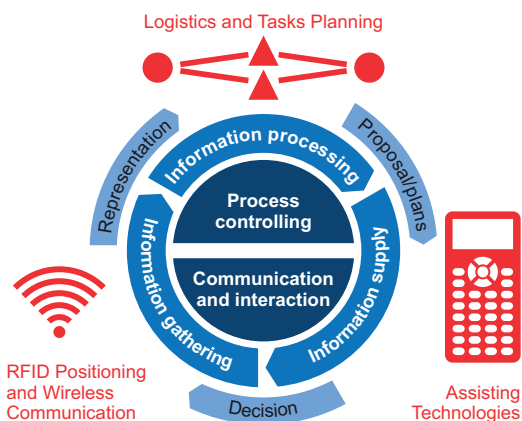 Logistics and Tasks Planning
Representation
Information processing
Proposal/plans
Process
controlling
Communication
and interaction
Information gathering
Information supply
RFID Positioning
and Wireless
Communication
Decision
Assisting
Technologies